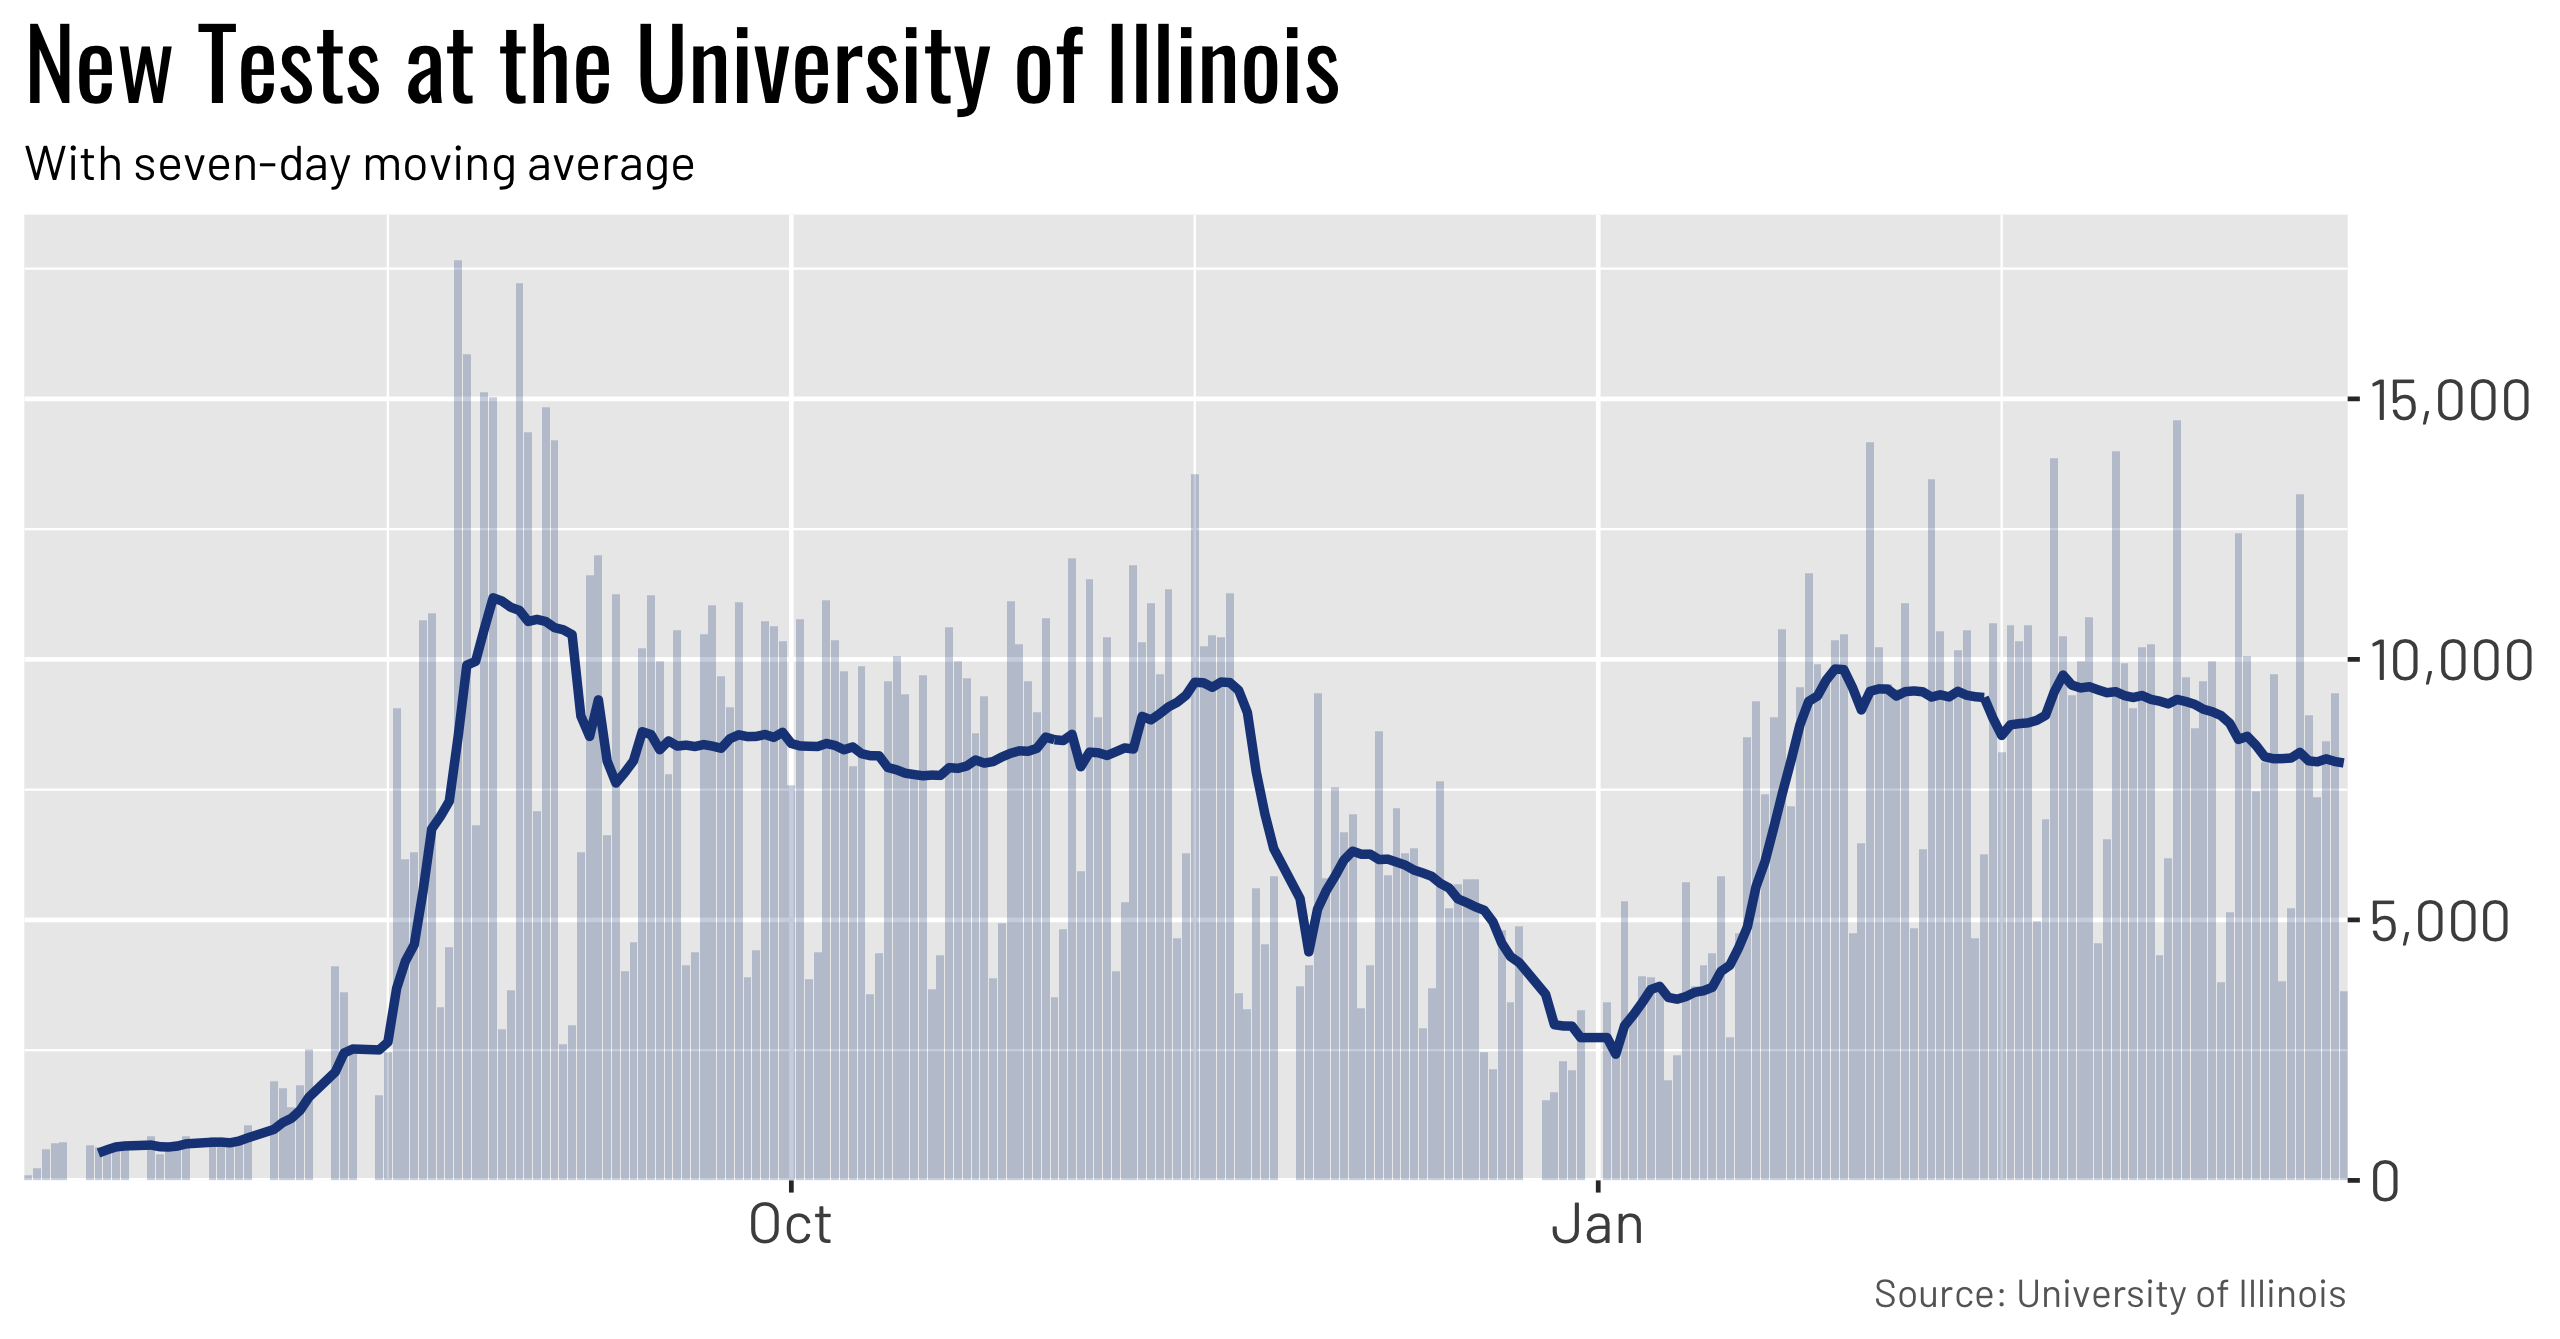 New Tests at the University of Illinois
With seven-day moving average
15,000
10,000
5,000
0
Oct Jan
Source: University of Illinois